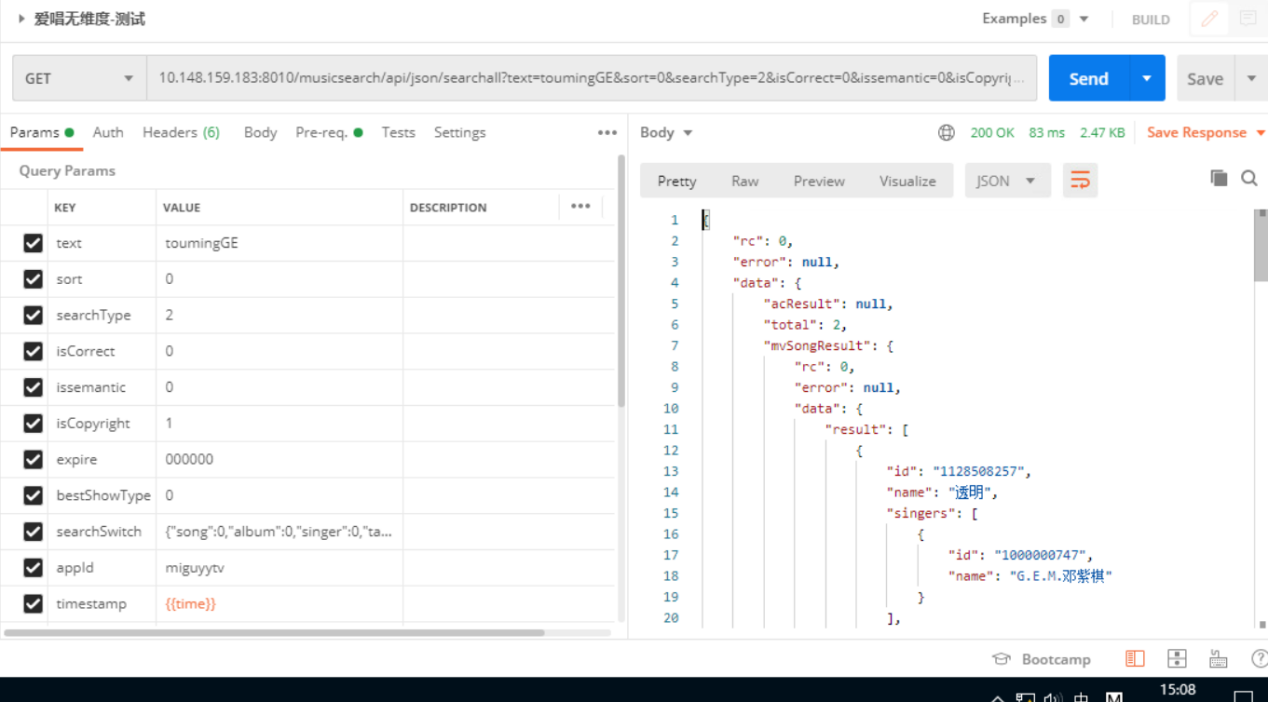 爱唱无维度-测试
Examples 0
BUILD
GET
10.148.159.183:8010/musicsearch/api/json/searchall?text=toumingGE&sort=0&searchType=2&isCorrect=0&issemantic=0&isCopyrig...
Send
Save
Params
Auth
Headers (6)
Body
Pre-req.
Tests
Settings
Body
200 OK
83 ms
2.47 KB
Save Response
Query Params
Pretty
Raw
Preview
Visualize
JSON
KEY VALUE DESCRIPTION
text toumingGE
sort 0
searchType 2
isCorrect 0
issemantic 0
isCopyright 1
expire 000000
bestShowType 0
searchSwitch {"song":0,"album":0,"singer":0,"ta...
appId miguyytv
timestamp {{time}}
1 {
2 "rc": 0,
3 "error": null,
4 "data": {
5 "acResult": null,
6 "total": 2,
7 "mvSongResult": {
8 "rc": 0,
9 "error": null,
10 "data": {
11 "result": [
12 {
13 "id": "1128508257",
14 "name": "透明",
15 "singers": [
16 {
17 "id": "1000000747",
18 "name": "G.E.M.邓紫棋"
19 }
20 ],
Bootcamp
中 M 15:08